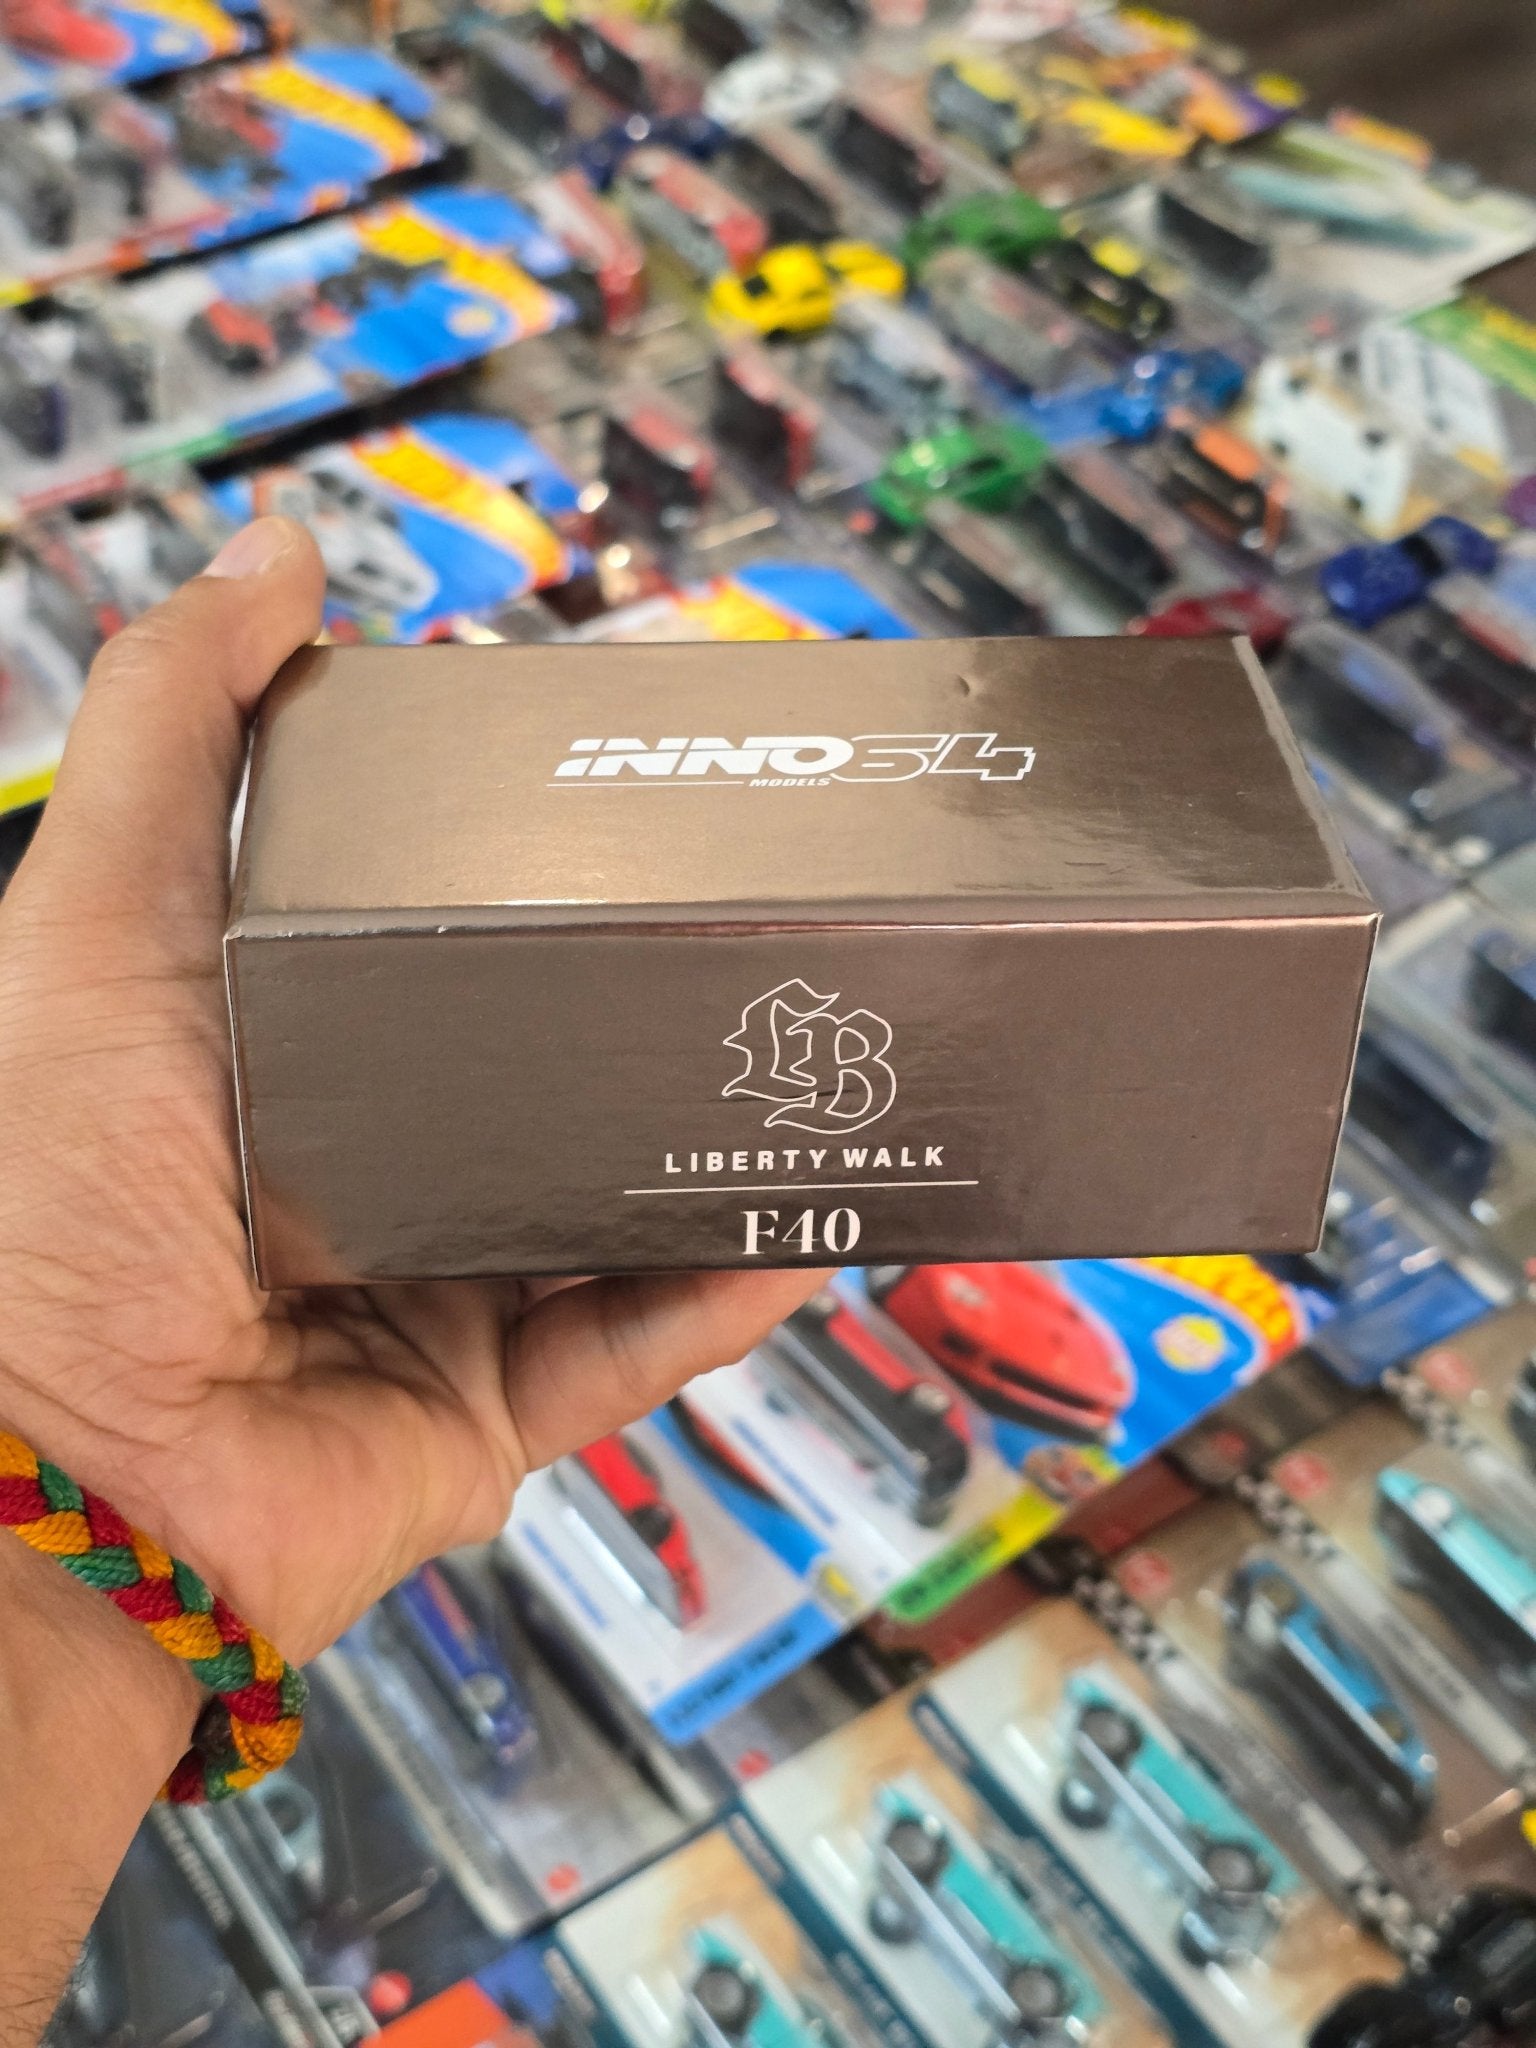 INNO64
MODELS
LB
LIBERTY WALK
F40